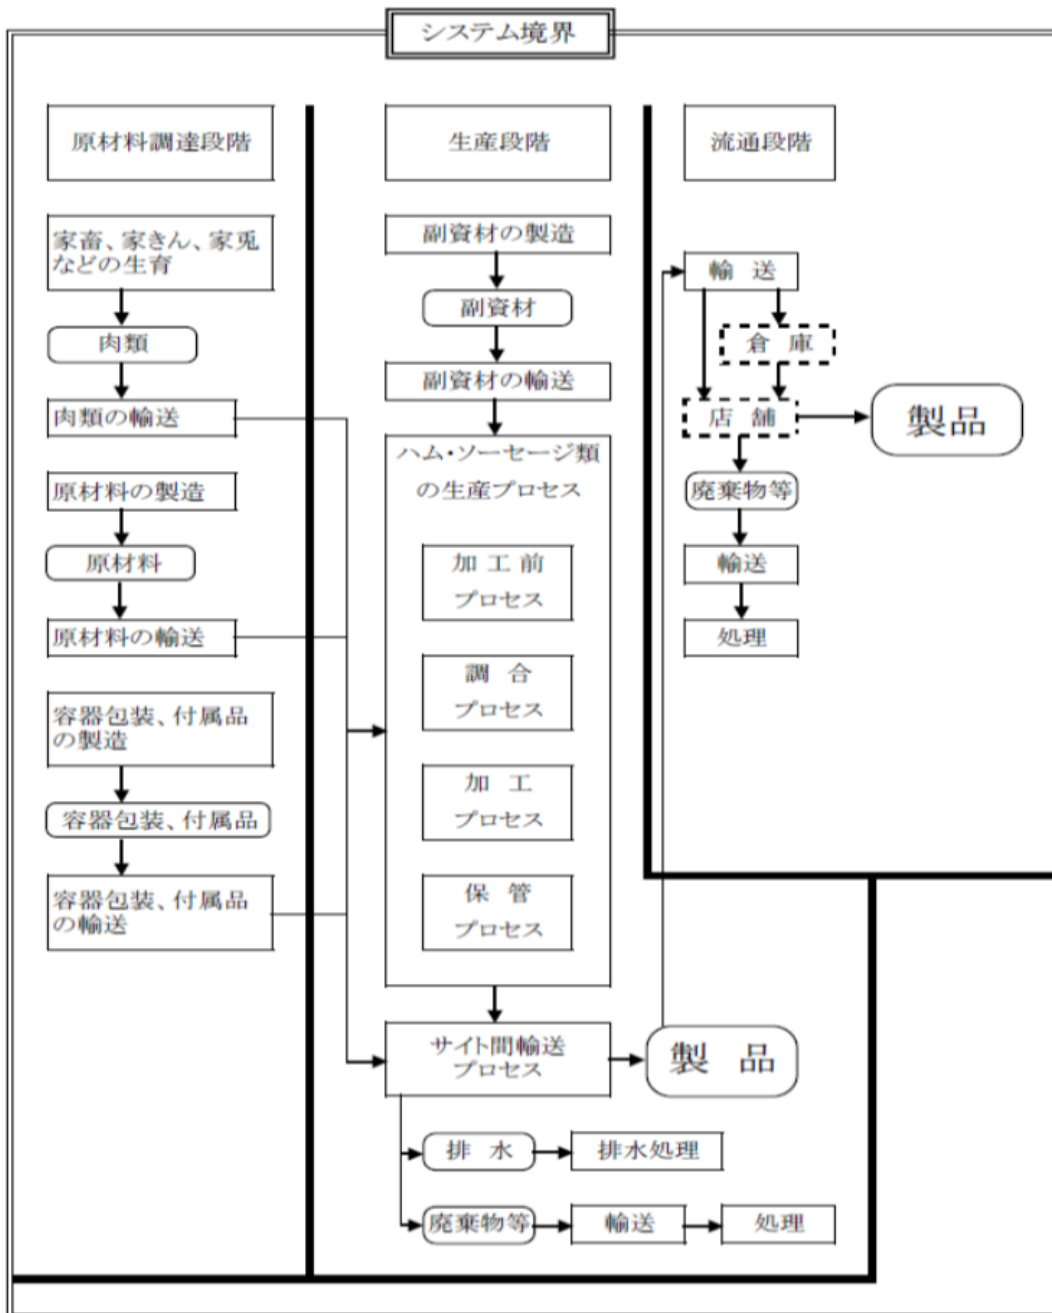 システム境界
原材料調達段階
家畜、家きん、家兎
などの生育
肉類
肉類の輸送
原材料の製造
原材料
原材料の輸送
容器包装、付属品
の製造
容器包装、付属品
容器包装、付属品
の輸送
生産段階
副資材の製造
副資材
副資材の輸送
ハム・ソーセージ類
の生産プロセス
加工前
プロセス
調合
プロセス
加工
プロセス
保管
プロセス
サイト間輸送
プロセス
製品
排水
排水処理
廃棄物等
輸送
処理
流通段階
輸送
倉庫
店舗
製品
廃棄物等
輸送
処理